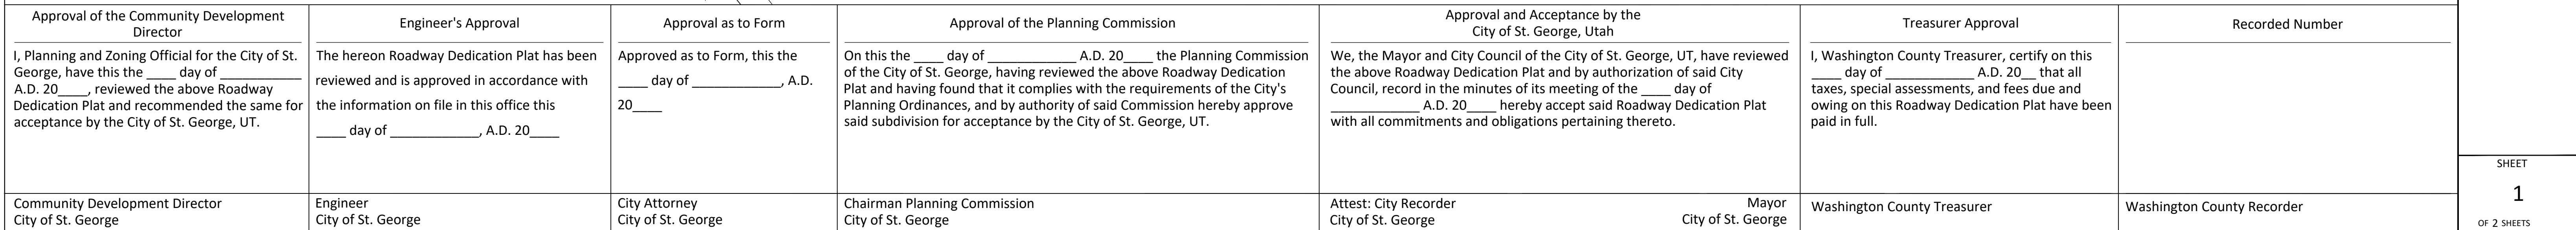 Approval of the Community Development
Director
I, Planning and Zoning Official for the City of St.
George, have this the ____ day of ___________
A.D. 20____, reviewed the above Roadway
Dedication Plat and recommended the same for
acceptance by the City of St. George, UT.
Community Development Director
City of St. George
Engineer's Approval
The hereon Roadway Dedication Plat has been
reviewed and is approved in accordance with
the information on file in this office this
____ day of ____________, A.D. 20____
Engineer
City of St. George
Approval as to Form
Approved as to Form, this the
____ day of ____________, A.D.
20____
City Attorney
City of St. George
Approval of the Planning Commission
On this the ____ day of ____________ A.D. 20____ the Planning Commission
of the City of St. George, having reviewed the above Roadway Dedication
Plat and having found that it complies with the requirements of the City's
Planning Ordinances, and by authority of said Commission hereby approve
said subdivision for acceptance by the City of St. George, UT.
Chairman Planning Commission
City of St. George
Approval and Acceptance by the
City of St. George, Utah
We, the Mayor and City Council of the City of St. George, UT, have reviewed
the above Roadway Dedication Plat and by authorization of said City
Council, record in the minutes of its meeting of the ____ day of
____________ A.D. 20____ hereby accept said Roadway Dedication Plat
with all commitments and obligations pertaining thereto.
Attest: City Recorder
City of St. George
Mayor
City of St. George
Treasurer Approval
I, Washington County Treasurer, certify on this
____ day of ____________ A.D. 20__ that all
taxes, special assessments, and fees due and
owing on this Roadway Dedication Plat have been
paid in full.
Washington County Treasurer
Recorded Number
Washington County Recorder
SHEET
1
OF 2 SHEETS